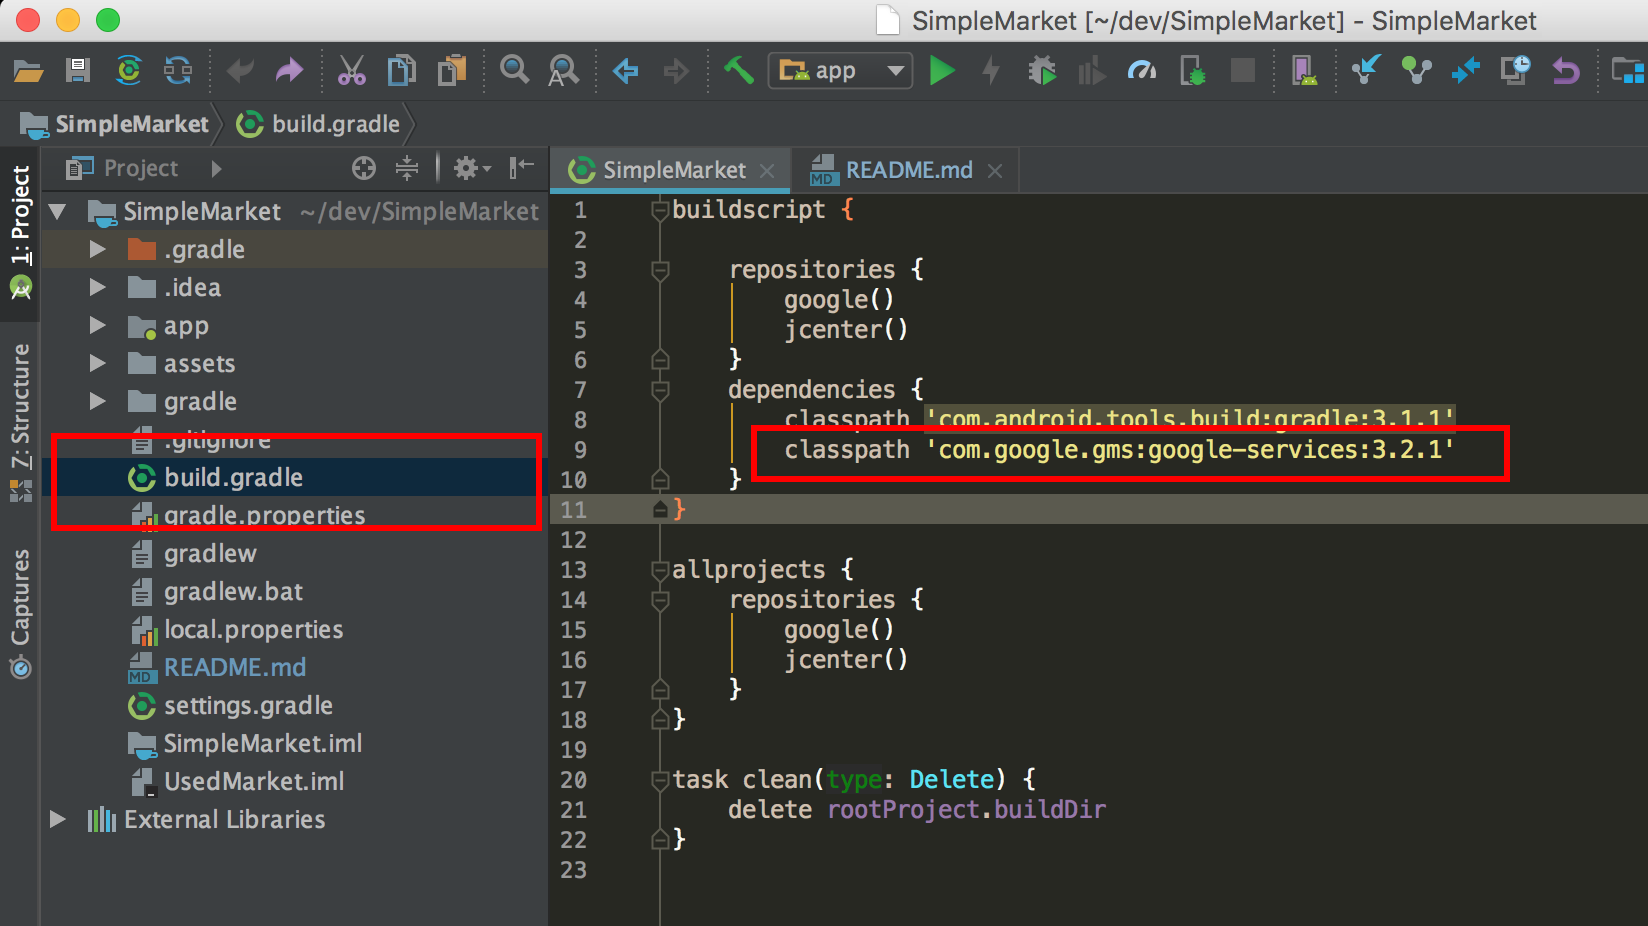 SimpleMarket [~/dev/SimpleMarket] - SimpleMarket
app
SimpleMarket build.gradle
1: Project
7: Structure
Captures
Project
SimpleMarket ~/dev/SimpleMarket
.gradle
.idea
app
assets
gradle
.gitignore
build.gradle
gradle.properties
gradlew
gradlew.bat
local.properties
MD README.md
settings.gradle
SimpleMarket.iml
UsedMarket.iml
External Libraries
SimpleMarket MD README.md
1 buildscript {
2
3 repositories {
4 google()
5 jcenter()
6 }
7 dependencies {
8 classpath 'com.android.tools.build:gradle:3.1.1'
9 classpath 'com.google.gms:google-services:3.2.1'
10 }
11 }
12
13 allprojects {
14 repositories {
15 google()
16 jcenter()
17 }
18 }
19
20 task clean(type: Delete) {
21 delete rootProject.buildDir
22 }
23